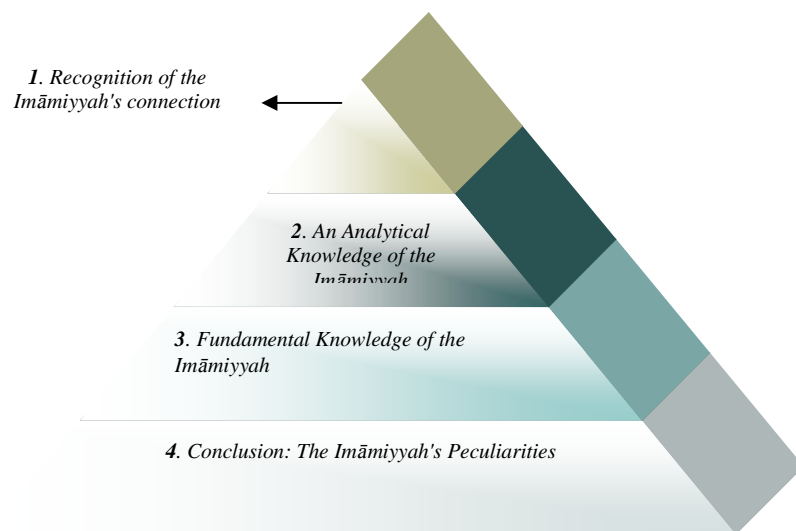 1. Recognition of the
Imāmiyyah's connection
2. An Analytical
Knowledge of the
Imāmiyyah
3. Fundamental Knowledge of the
Imāmiyyah
4. Conclusion: The Imāmiyyah's Peculiarities